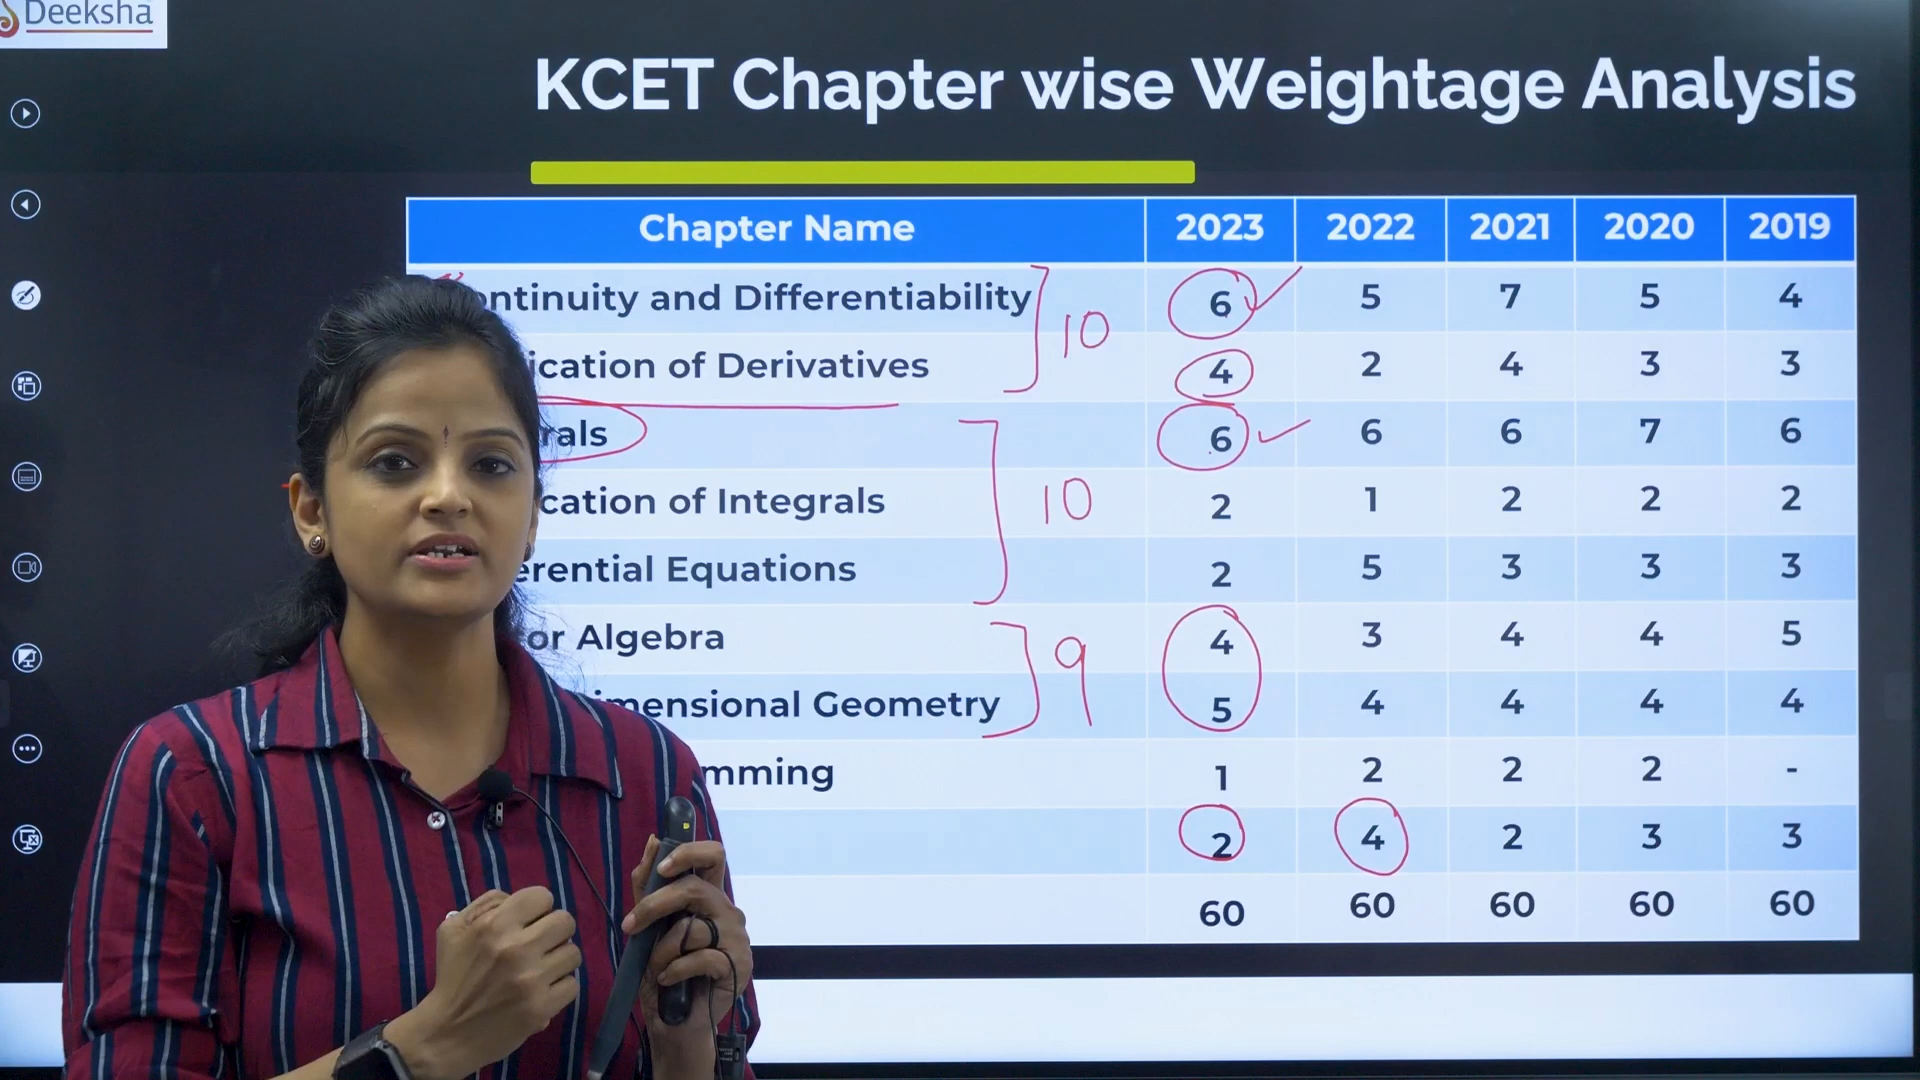 Deeksha
KCET Chapter wise Weightage Analysis
Chapter Name 2023 2022 2021 2020 2019
ontinuity and Differentiability 6 5 7 5 4
10
ication of Derivatives 4 2 4 3 3
rals 6 6 6 7 6
cation of Integrals 2 1 2 2 2
10
erential Equations 2 5 3 3 3
or Algebra 4 3 4 4 5
9
mensional Geometry 5 4 4 4 4
mming 1 2 2 2 -
2 4 2 3 3
60 60 60 60 60